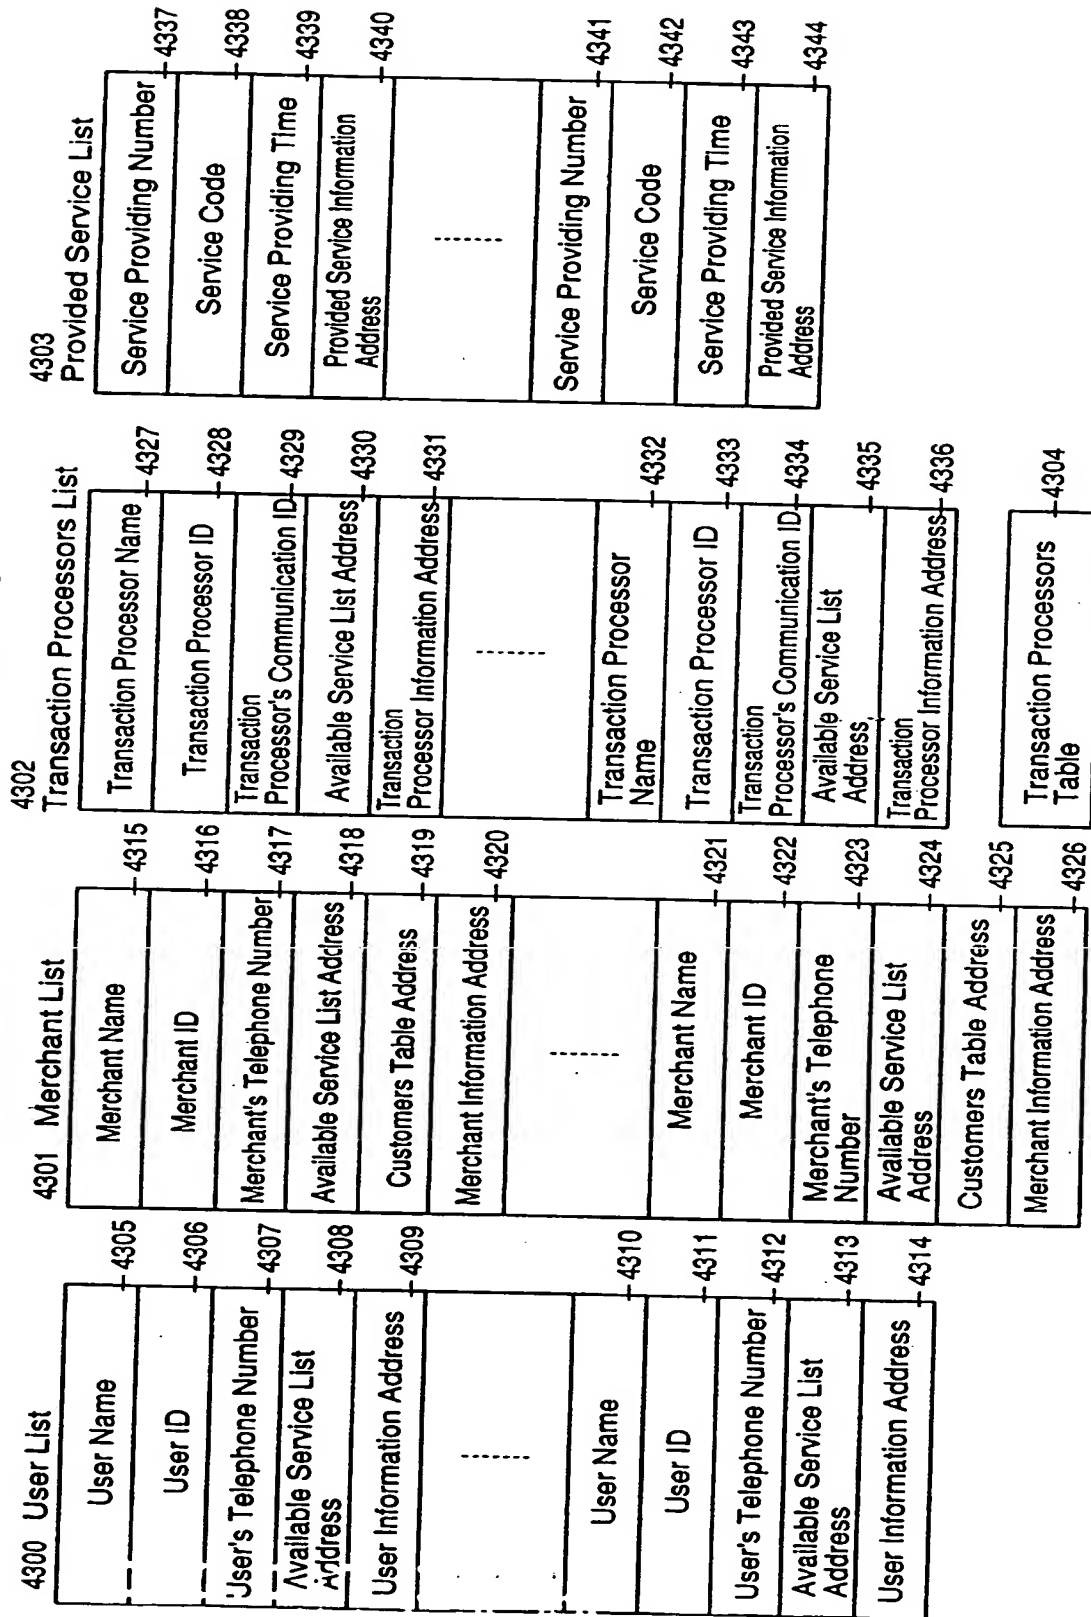 4300 User List
User Name
4305
User ID
4306
User's Telephone Number
4307
Available Service List
Address
4308
User Information Address
4309
User Name
4310
User ID
4311
User's Telephone Number
4312
Available Service List
Address
4313
User Information Address
4314
4301 Merchant List
Merchant Name
4315
Merchant ID
4316
Merchant's Telephone Number
4317
Available Service List Address
4318
Customers Table Address
4319
Merchant Information Address
4320
Merchant Name
4321
Merchant ID
4322
Merchant's Telephone
Number
4323
Available Service List
Address
4324
Customers Table Address
4325
Merchant Information Address
4326
4302
Transaction Processors List
Transaction Processor Name
4327
Transaction Processor ID
4328
Transaction
Processor's Communication ID
4329
Available Service List Address
4330
Transaction
Processor Information Address
4331
Transaction Processor
Name
4332
Transaction Processor ID
4333
Transaction
Processor's Communication ID
4334
Available Service List
Address
4335
Transaction
Processor Information Address
4336
Transaction Processors
Table
4304
4303
Provided Service List
Service Providing Number
4337
Service Code
4338
Service Providing Time
4339
Provided Service Information
Address
4340
Service Providing Number
4341
Service Code
4342
Service Providing Time
4343
Provided Service Information
Address
4344